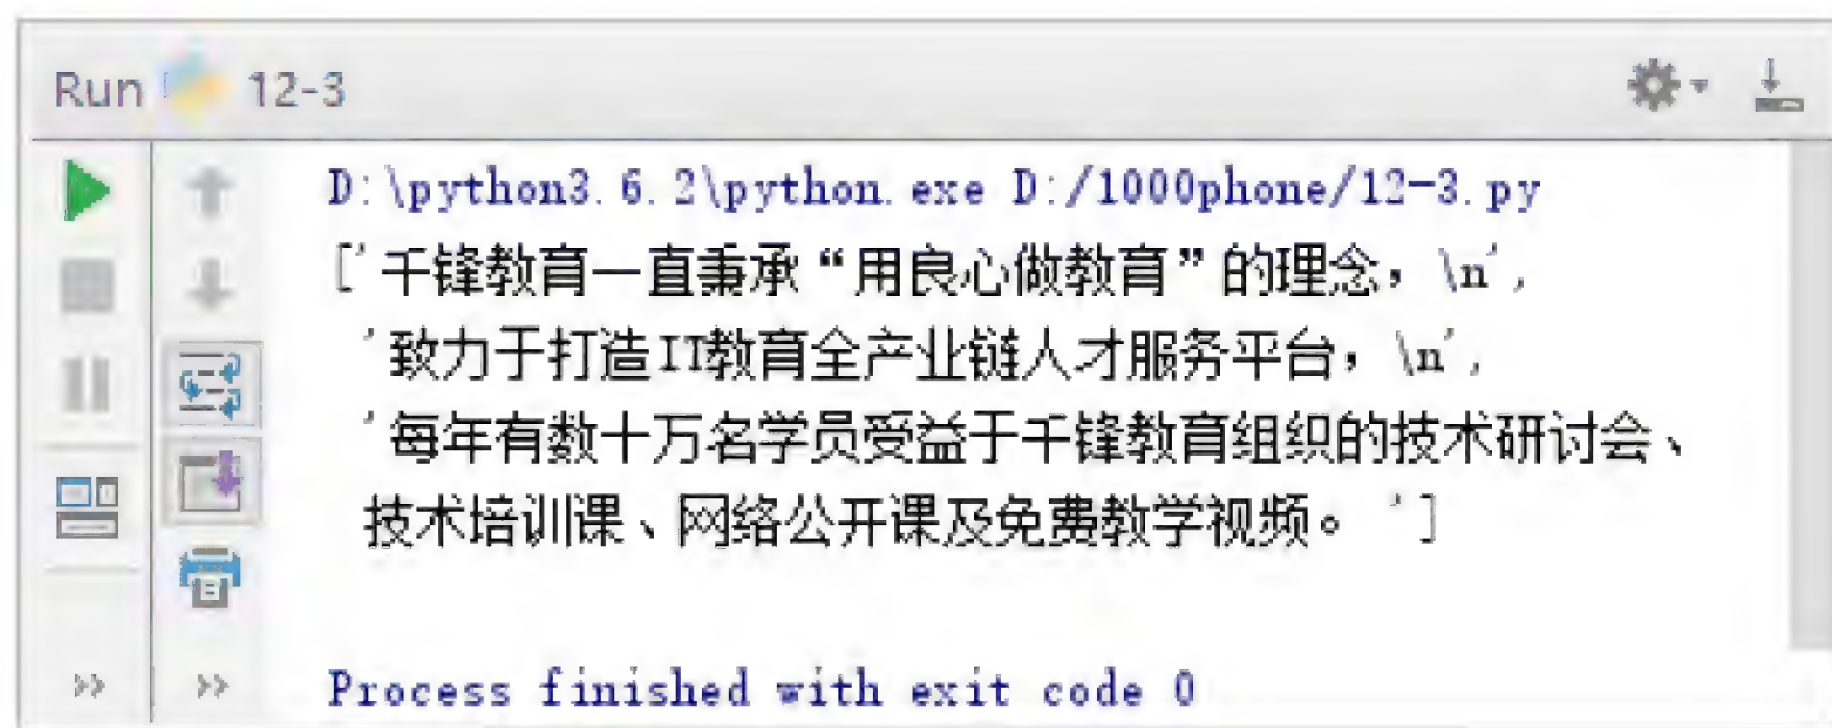 Run 12-3
D:\python3.6.2\python.exe D:/1000phone/12-3.py
['千锋教育一直秉承“用良心做教育”的理念，\n',
'致力于打造IT教育全产业链人才服务平台，\n',
'每年有数十万名学员受益于千锋教育组织的技术研讨会、
技术培训课、网络公开课及免费教学视频。']
Process finished with exit code 0